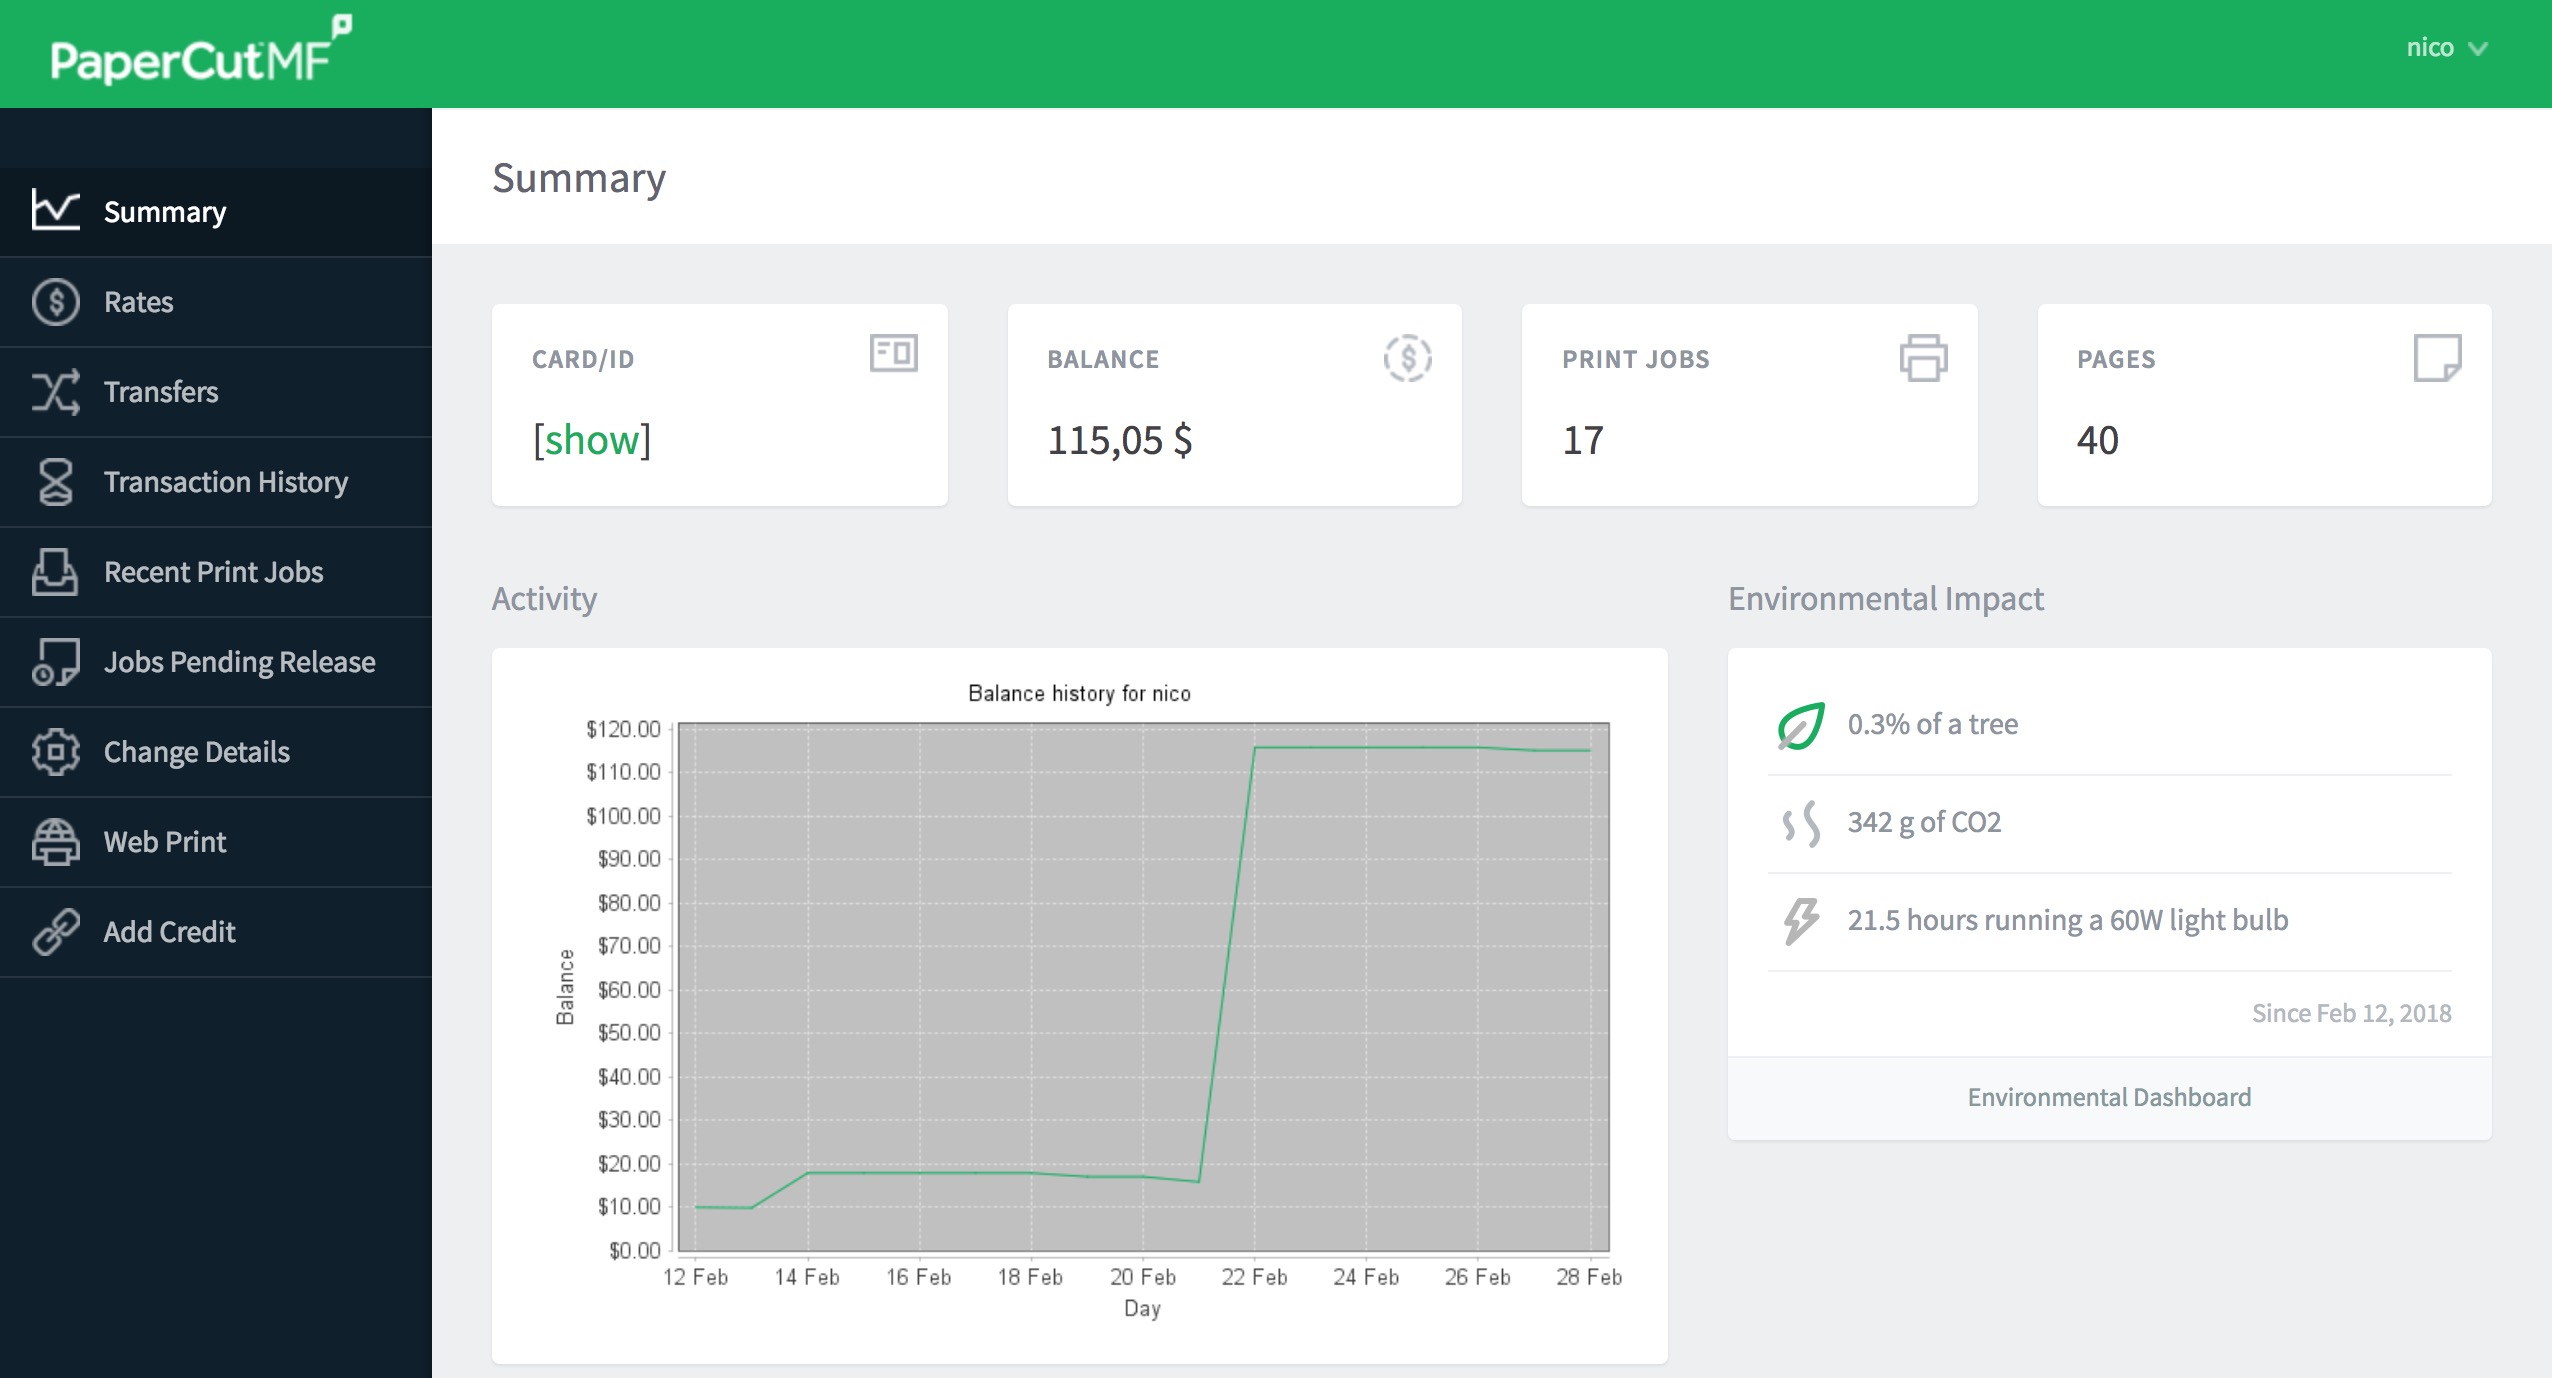 PaperCut MF
nico
Summary
Rates
Transfers
Transaction History
Recent Print Jobs
Jobs Pending Release
Change Details
Web Print
Add Credit
Summary
CARD/ID
[show]
BALANCE
115,05 $
PRINT JOBS
17
PAGES
40
Activity
Balance history for nico
$120.00
$110.00
$100.00
$90.00
$80.00
$70.00
$60.00
$50.00
$40.00
$30.00
$20.00
$10.00
$0.00
Balance
12 Feb 14 Feb 16 Feb 18 Feb 20 Feb 22 Feb 24 Feb 26 Feb 28 Feb
Day
Environmental Impact
0.3% of a tree
342 g of CO2
21.5 hours running a 60W light bulb
Since Feb 12, 2018
Environmental Dashboard